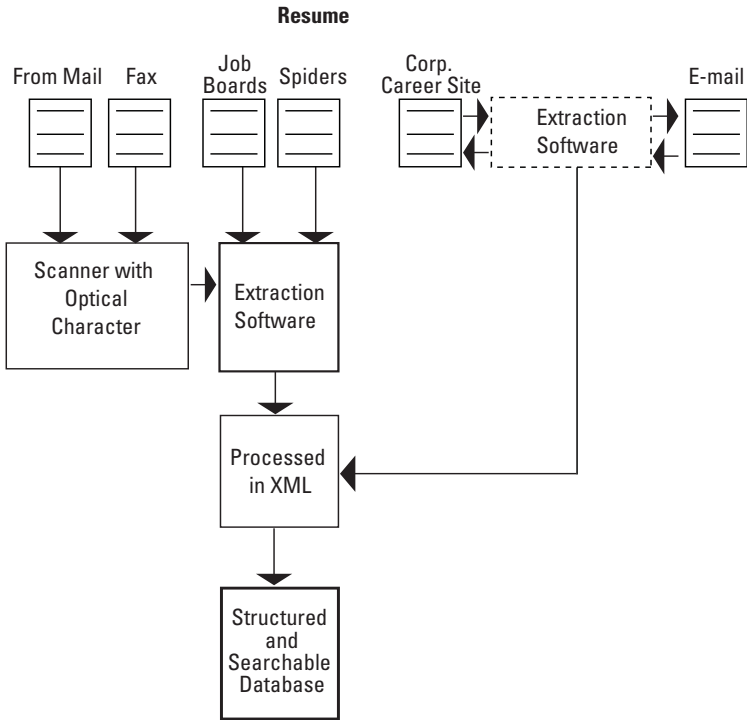 Resume
From Mail
Fax
Job
Boards
Spiders
Corp.
Career Site
Extraction
Software
E-mail
Scanner with
Optical
Character
Extraction
Software
Processed
in XML
Structured
and
Searchable
Database